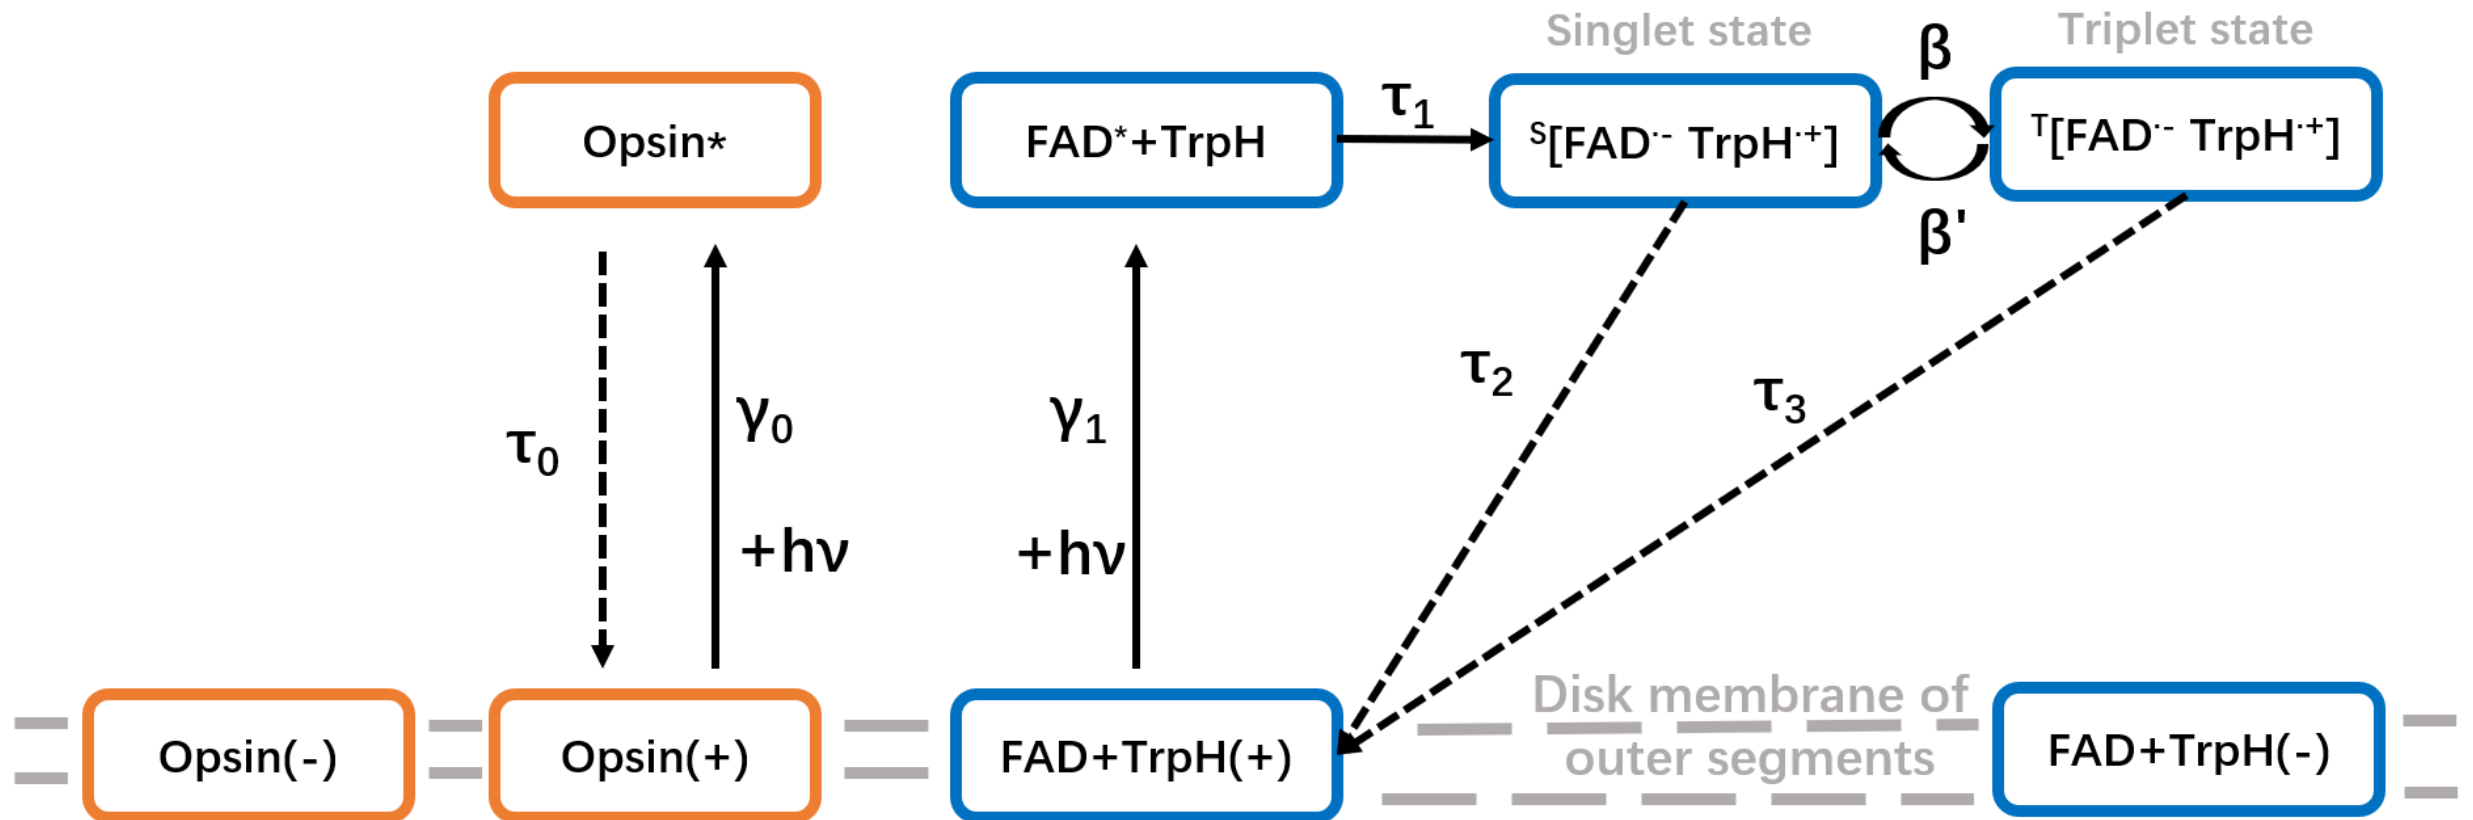 Singlet state
β
Triplet state
Opsin*
FAD*+TrpH
τ1
S[FAD·- TrpH·+]
T[FAD·- TrpH·+]
β'
τ0
γ0
+hν
γ1
+hν
τ2
τ3
Disk membrane of
outer segments
Opsin(-)
Opsin(+)
FAD+TrpH(+)
FAD+TrpH(-)